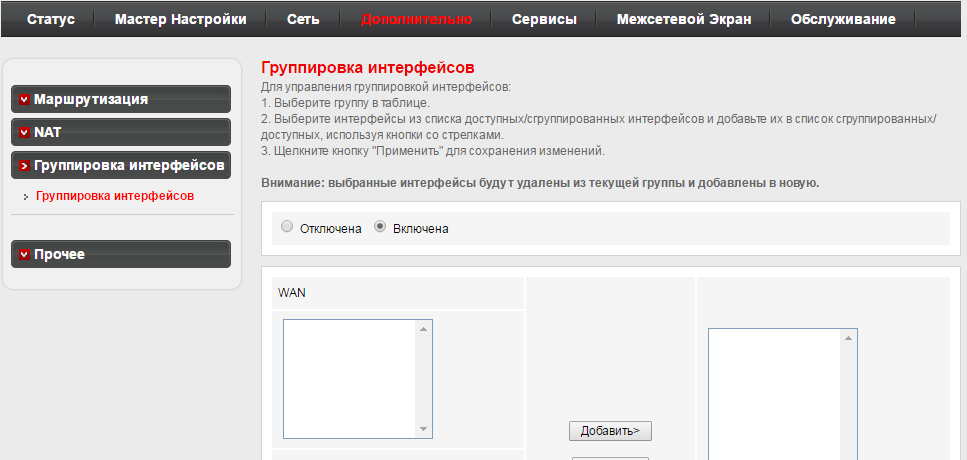 Статус Мастер Настройки Сеть Дополнительно Сервисы Межсетевой Экран Обслуживание
Маршрутизация
NAT
Группировка интерфейсов
Группировка интерфейсов
Прочее
Группировка интерфейсов
Для управления группировкой интерфейсов:
1. Выберите группу в таблице.
2. Выберите интерфейсы из списка доступных/сгруппированных интерфейсов и добавьте их в список сгруппированных/
доступных, используя кнопки со стрелками.
3. Щелкните кнопку "Применить" для сохранения изменений.
Внимание: выбранные интерфейсы будут удалены из текущей группы и добавлены в новую.
Отключена Включена
WAN
Добавить>